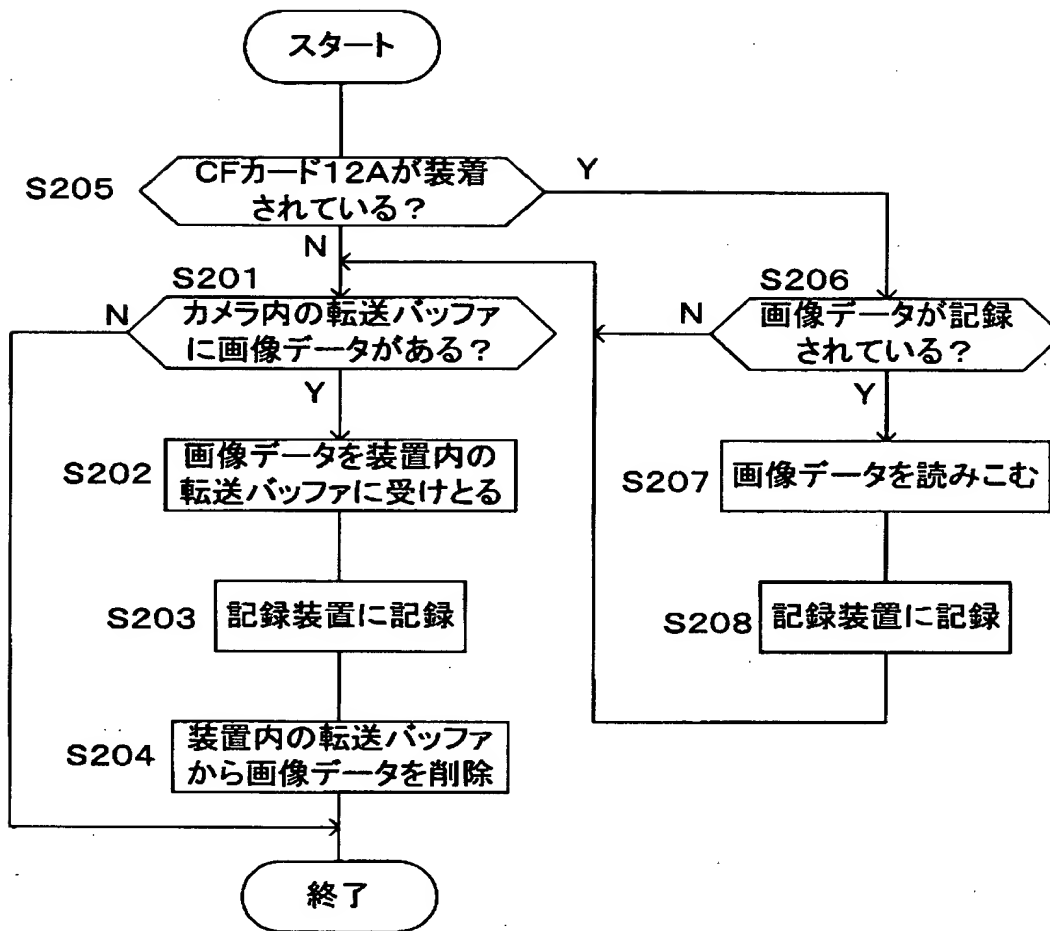 スタート
S205
CFカード12Aが装着
されている?
Y
N
S201
カメラ内の転送バッファ
に画像データがある?
N
Y
S206
画像データが記録
されている?
N
Y
S202
画像データを装置内の
転送バッファに受けとる
S207
画像データを読みこむ
S203
記録装置に記録
S208
記録装置に記録
S204
装置内の転送バッファ
から画像データを削除
終了